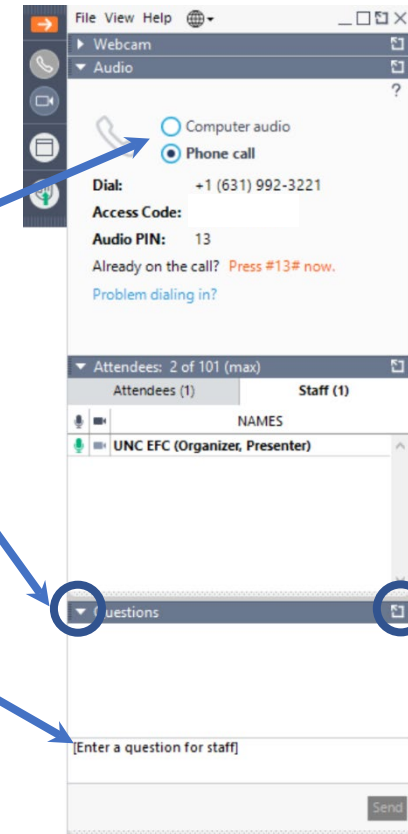 File View Help
Webcam
Audio
?
Computer audio
Phone call
Dial: +1 (631) 992-3221
Access Code:
Audio PIN: 13
Already on the call? Press #13# now.
Problem dialing in?
Attendees: 2 of 101 (max)
Attendees (1) Staff (1)
NAMES
UNC EFC (Organizer, Presenter)
Questions
[Enter a question for staff]
Send